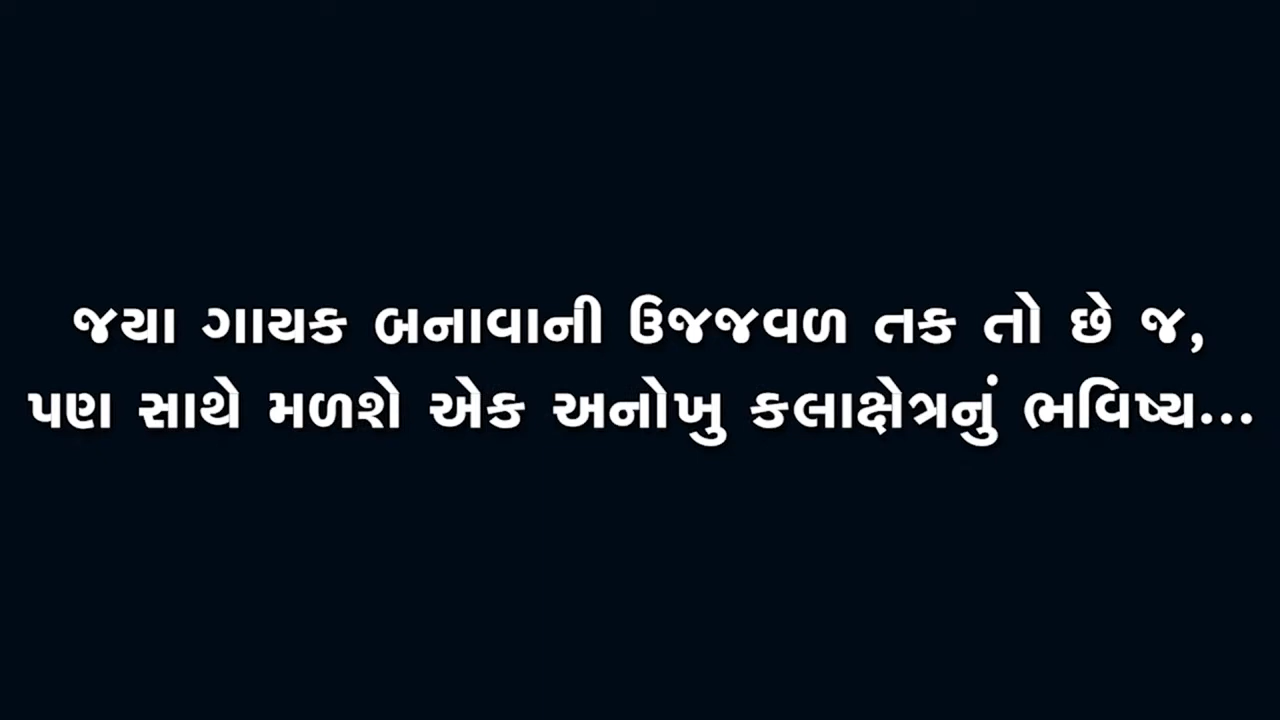 જયા ગાયક બનાવાની ઉજજવળ તક તો છે જ,
પણ સાથે મળશે એક અનોખુ કલાક્ષેત્રનું ભવિષ્ય...